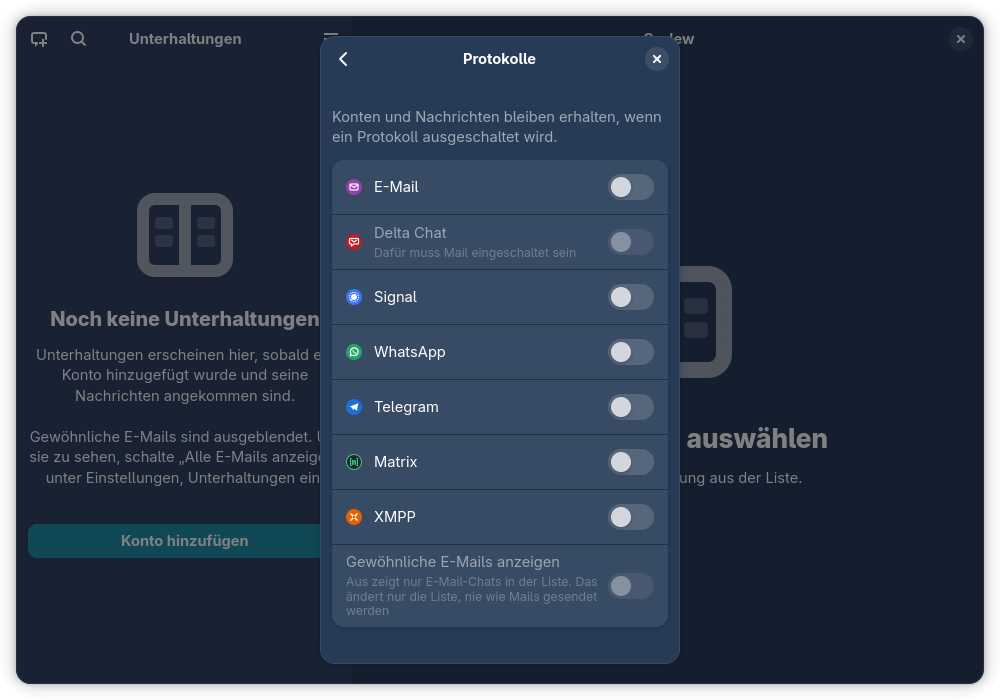 Unterhaltungen
Noch keine Unterhaltungen
Unterhaltungen erscheinen hier, sobald
Konto hinzugefügt wurde und seine
Nachrichten angekommen sind.
Gewöhnliche E-Mails sind ausgeblendet.
sie zu sehen, schalte „Alle E-Mails
unter Einstellungen, Unterhaltungen ein
Konto hinzufügen
Protokolle
Konten und Nachrichten bleiben erhalten, wenn
ein Protokoll ausgeschaltet wird.
E-Mail
Delta Chat
Dafür muss Mail eingeschaltet sein
Signal
WhatsApp
Telegram
Matrix
XMPP
Gewöhnliche E-Mails anzeigen
Aus zeigt nur E-Mail-Chats in der Liste. Das
ändert nur die Liste, nie wie Mails gesendet
werden
auswählen
aus der Liste.